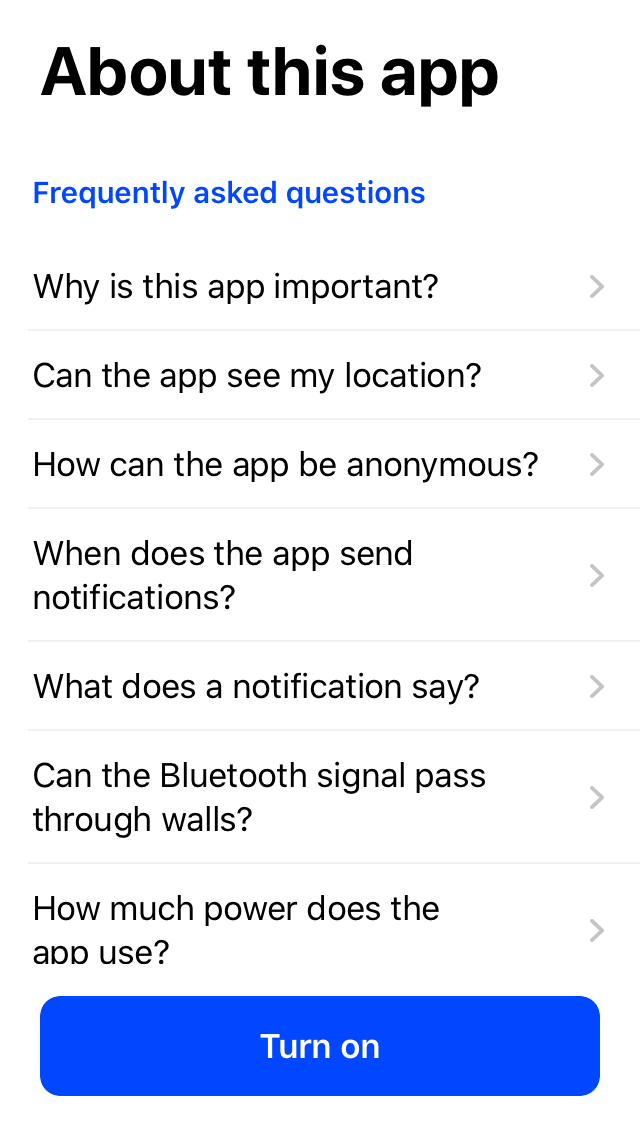 About this app
Frequently asked questions
Why is this app important?
Can the app see my location?
How can the app be anonymous?
When does the app send
notifications?
What does a notification say?
Can the Bluetooth signal pass
through walls?
How much power does the
app use?
Turn on